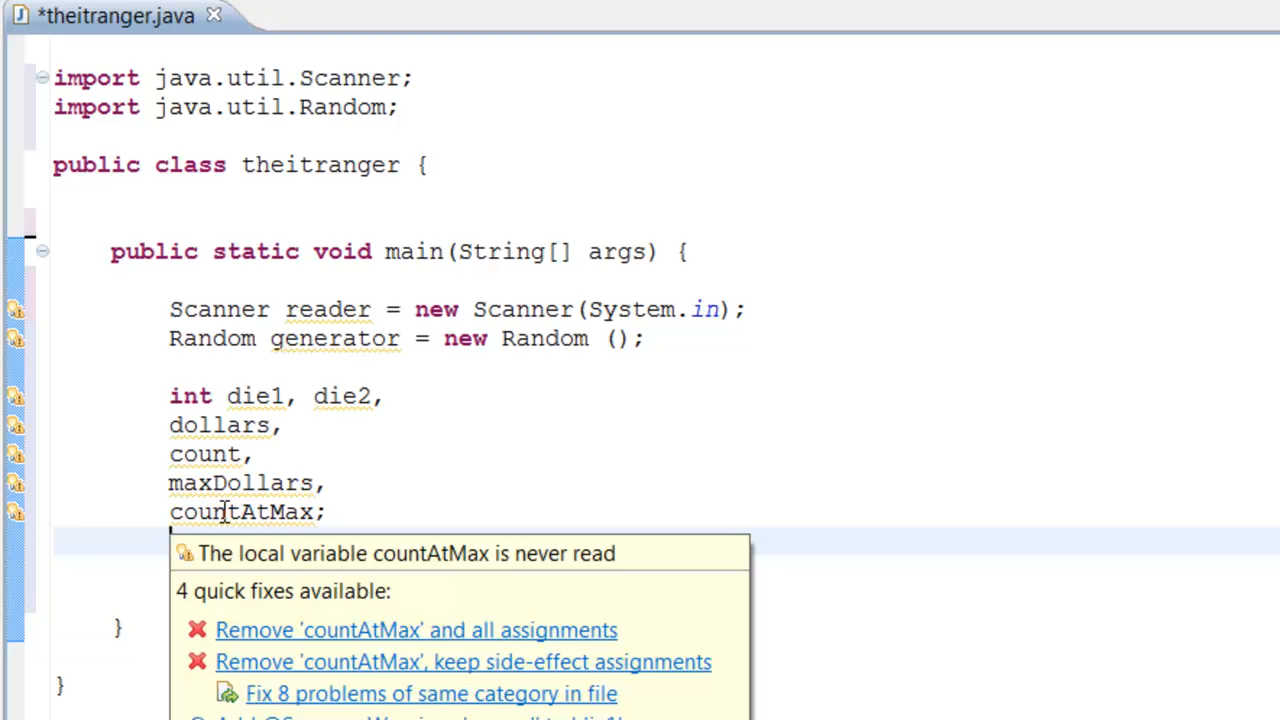 *theitranger.java
import java.util.Scanner;
import java.util.Random;
public class theitranger {
public static void main(String[] args) {
Scanner reader = new Scanner(System.in);
Random generator = new Random ();
int die1, die2,
dollars,
count,
maxDollars,
countAtMax;
The local variable countAtMax is never read
4 quick fixes available:
Remove 'countAtMax' and all assignments
Remove 'countAtMax', keep side-effect assignments
Fix 8 problems of same category in file
}
}